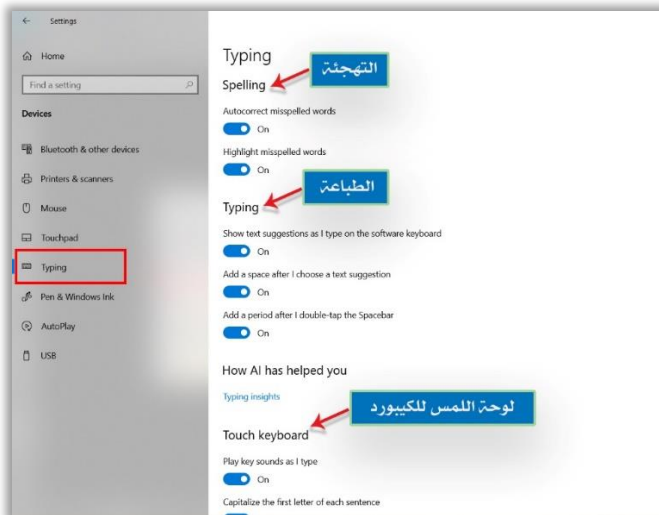 Settings
Home
Find a setting
Devices
Bluetooth & other devices
Printers & scanners
Mouse
Touchpad
Typing
Pen & Windows Ink
AutoPlay
USB
Typing
التهجئة
Spelling
Autocorrect misspelled words
On
Highlight misspelled words
On
الطباعة
Typing
Show text suggestions as I type on the software keyboard
On
Add a space after I choose a text suggestion
On
Add a period after I double-tap the Spacebar
On
How AI has helped you
Typing insights
لوحة اللمس للكيبورد
Touch keyboard
Play key sounds as I type
On
Capitalize the first letter of each sentence